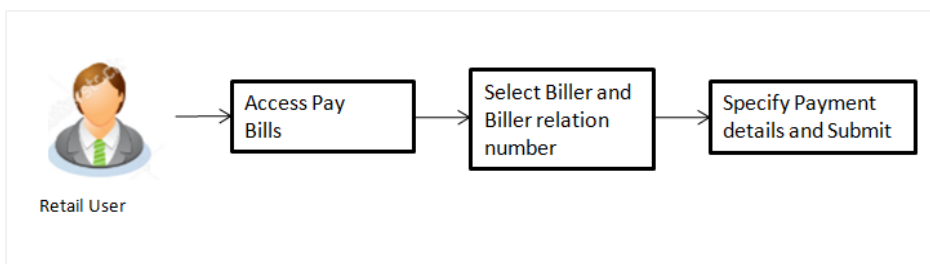 Access Pay
Bills
Select Biller and
Biller relation
number
Specify Payment
details and Submit
Retail User